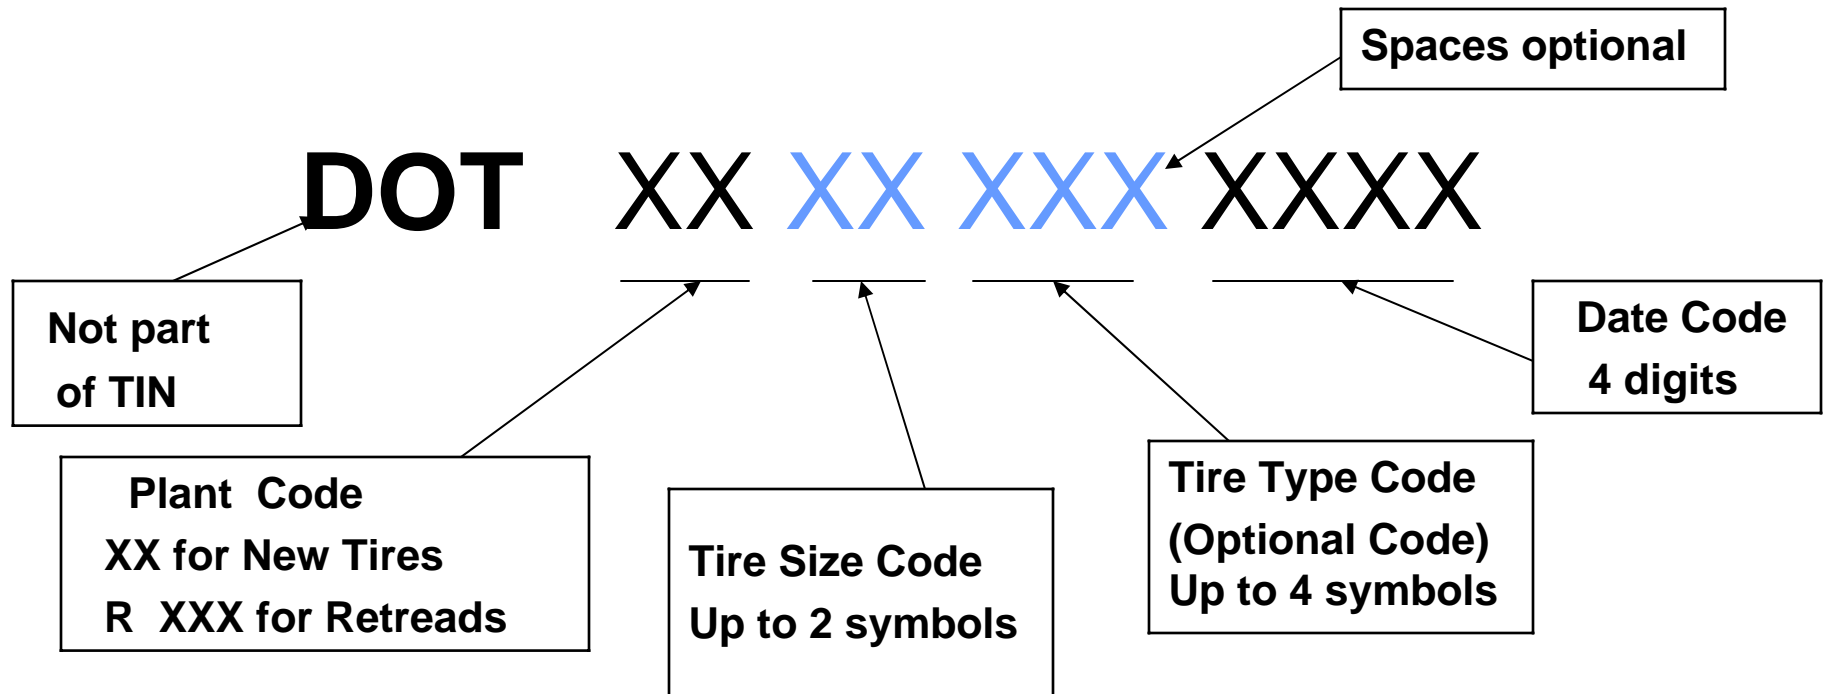 Spaces optional
DOT XX XX XXX XXXX
Not part
of TIN
Plant Code
XX for New Tires
R XXX for Retreads
Tire Size Code
Up to 2 symbols
Tire Type Code
(Optional Code)
Up to 4 symbols
Date Code
4 digits